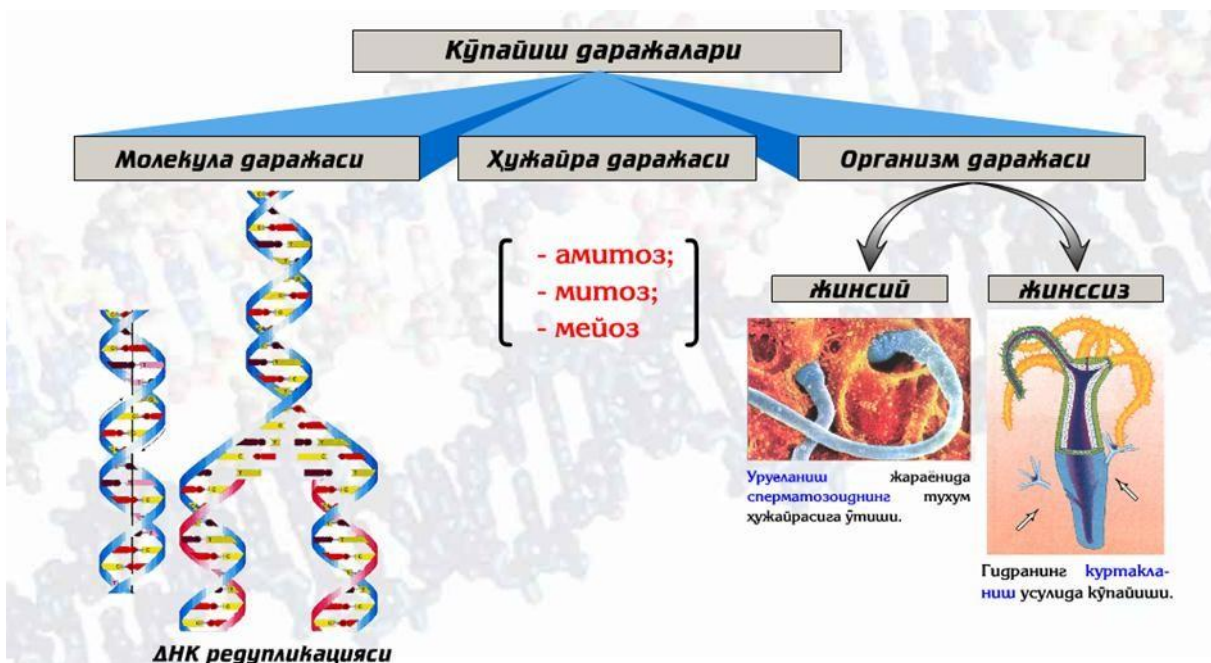 Кўпайиш даражалари
Молекула даражаси
Ҳужайра даражаси
Организм даражаси
- амитоз;
- митоз;
- мейоз
жинсий
жинссиз
Уруғланиш жараёнида
сперматозоиднинг тухум
ҳужайрасига ўтиши.
Гидранинг куртакла-
ниш усулида кўпайиши.
ДНК редупликацияси